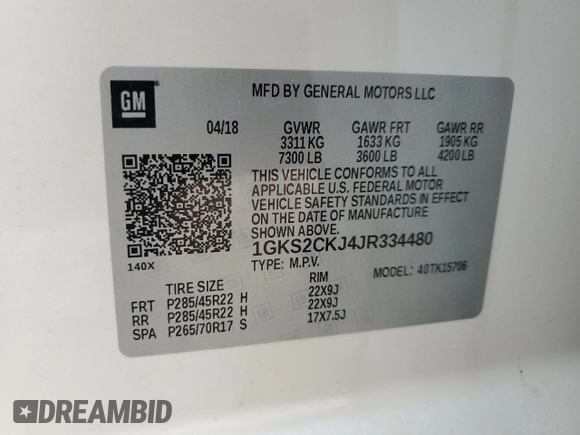 GM
MFD BY GENERAL MOTORS LLC
04/18 GVWR GAWR FRT GAWR RR
3311 KG 1633 KG 1905 KG
7300 LB 3600 LB 4200 LB
THIS VEHICLE CONFORMS TO ALL
APPLICABLE U.S. FEDERAL MOTOR
VEHICLE SAFETY STANDARDS IN EFFECT
ON THE DATE OF MANUFACTURE
SHOWN ABOVE.
1GKS2CKJ4JR334480
140X TYPE: M.P.V. MODEL: 40TK15706
TIRE SIZE RIM
FRT P285/45R22 H 22X9J
RR P285/45R22 H 22X9J
SPA P265/70R17 S 17X7.5J
DREAMBID